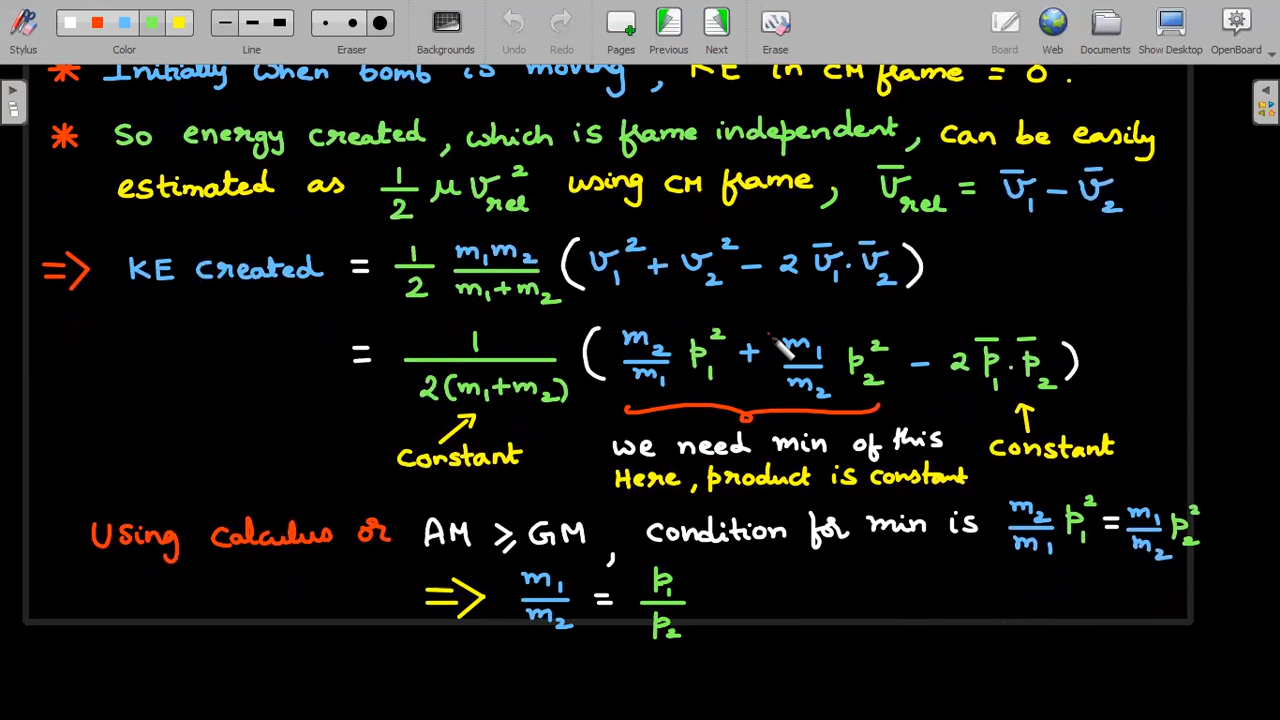 Stylus Color Line Eraser Backgrounds Undo Redo Pages Previous Next Erase Board Web Documents Show Desktop OpenBoard
* Initially when bomb is moving, KE in CM frame = 0.
* So energy created, which is frame independent, can be easily
estimated as 1/2 μ v_rel² using CM frame, v̄_rel = v̄₁ - v̄₂
=> KE created = 1/2 m₁m₂/(m₁+m₂) (v₁² + v₂² - 2 v̄₁·v̄₂)
= 1/(2(m₁+m₂)) (m₂/m₁ p₁² + m₁/m₂ p₂² - 2 p̄₁·p̄₂)
Constant we need min of this Constant
Here, product is constant
Using calculus or AM ≥ GM, condition for min is m₂/m₁ p₁² = m₁/m₂ p₂²
=> m₁/m₂ = p₁/p₂